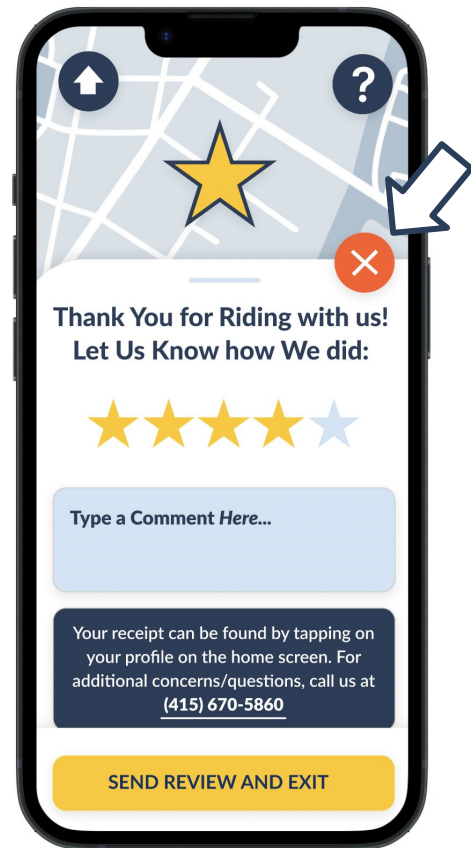 ?
Thank You for Riding with us!
Let Us Know how We did:
Type a Comment Here...
Your receipt can be found by tapping on
your profile on the home screen. For
additional concerns/questions, call us at
(415) 670-5860
SEND REVIEW AND EXIT